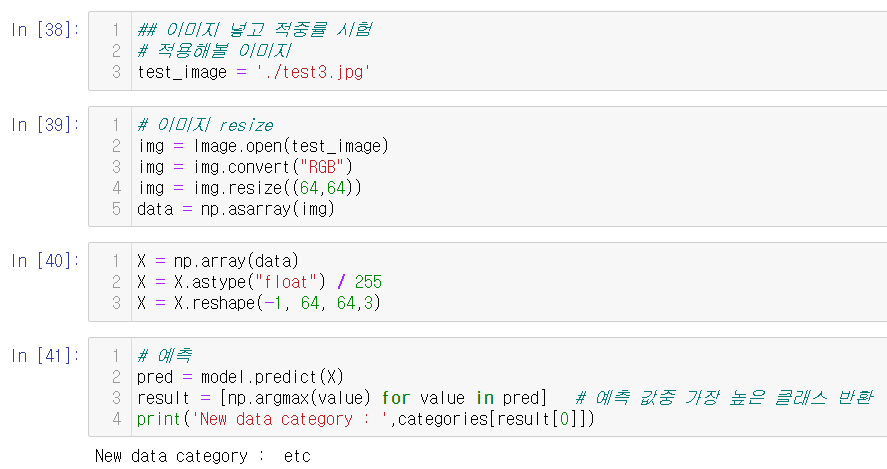 In [38]:
1 ## 이미지 넣고 적중률 시험
2 # 적용해볼 이미지
3 test_image = './test3.jpg'
In [39]:
1 # 이미지 resize
2 img = Image.open(test_image)
3 img = img.convert("RGB")
4 img = img.resize((64,64))
5 data = np.asarray(img)
In [40]:
1 X = np.array(data)
2 X = X.astype("float") / 255
3 X = X.reshape(-1, 64, 64,3)
In [41]:
1 # 예측
2 pred = model.predict(X)
3 result = [np.argmax(value) for value in pred]   # 예측 값중 가장 높은 클래스 반환
4 print('New data category : ',categories[result[0]])
New data category :  etc